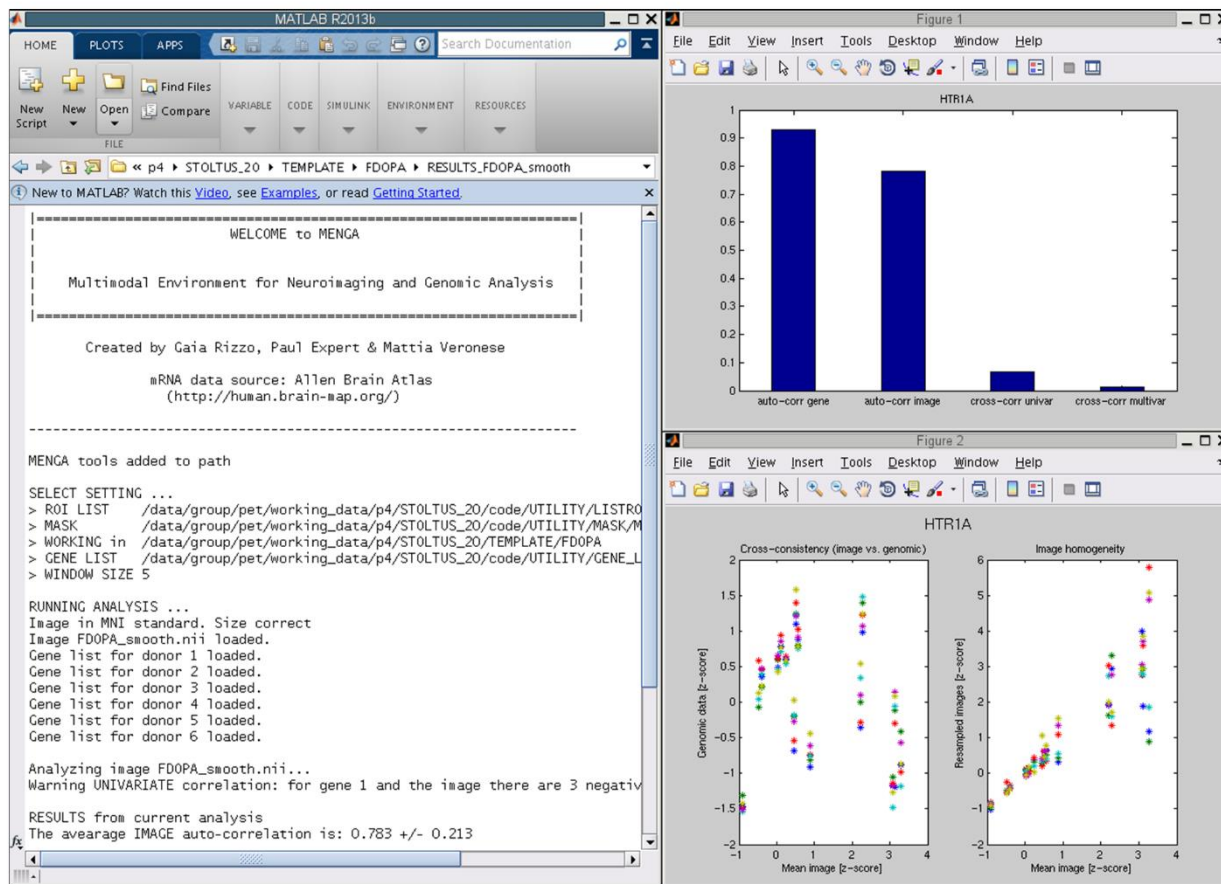 MATLAB R2013b
HOME PLOTS APPS Search Documentation
New Script
New
Open
Find Files
Compare
FILE
VARIABLE CODE SIMULINK ENVIRONMENT RESOURCES
« p4 STOLTUS_20 TEMPLATE FDOPA RESULTS_FDOPA_smooth
New to MATLAB? Watch this Video, see Examples, or read Getting Started.
|===================================================================|
WELCOME to MENGA
Multimodal Environment for Neuroimaging and Genomic Analysis
|===================================================================|
Created by Gaia Rizzo, Paul Expert & Mattia Veronese
mRNA data source: Allen Brain Atlas
(http://human.brain-map.org/)
--------------------------------------------------------------------
MENGA tools added to path
SELECT SETTING ...
> ROI LIST /data/group/pet/working_data/p4/STOLTUS_20/code/UTILITY/LISTRO
> MASK /data/group/pet/working_data/p4/STOLTUS_20/code/UTILITY/MASK/M
> WORKING in /data/group/pet/working_data/p4/STOLTUS_20/TEMPLATE/FDOPA
> GENE LIST /data/group/pet/working_data/p4/STOLTUS_20/code/UTILITY/GENE_L
> WINDOW SIZE 5
RUNNING ANALYSIS ...
Image in MNI standard. Size correct
Image FDOPA_smooth.nii loaded.
Gene list for donor 1 loaded.
Gene list for donor 2 loaded.
Gene list for donor 3 loaded.
Gene list for donor 4 loaded.
Gene list for donor 5 loaded.
Gene list for donor 6 loaded.
Analyzing image FDOPA_smooth.nii...
Warning UNIVARIATE correlation: for gene 1 and the image there are 3 negativ
RESULTS from current analysis
The avearage IMAGE auto-correlation is: 0.783 +/- 0.213
fx
Figure 1
File Edit View Insert Tools Desktop Window Help
HTR1A
1
0.9
0.8
0.7
0.6
0.5
0.4
0.3
0.2
0.1
0
auto-corr gene auto-corr image cross-corr univar cross-corr multivar
Figure 2
File Edit View Insert Tools Desktop Window Help
HTR1A
Cross-consistency (image vs. genomic)
Genomic data [z-score]
2
1.5
1
0.5
0
−0.5
−1
−1.5
−2
−1 0 1 2 3 4
Mean image [z-score]
Image homogeneity
Resampled images [z-score]
6
5
4
3
2
1
0
−1
−2
−1 0 1 2 3 4
Mean image [z-score]